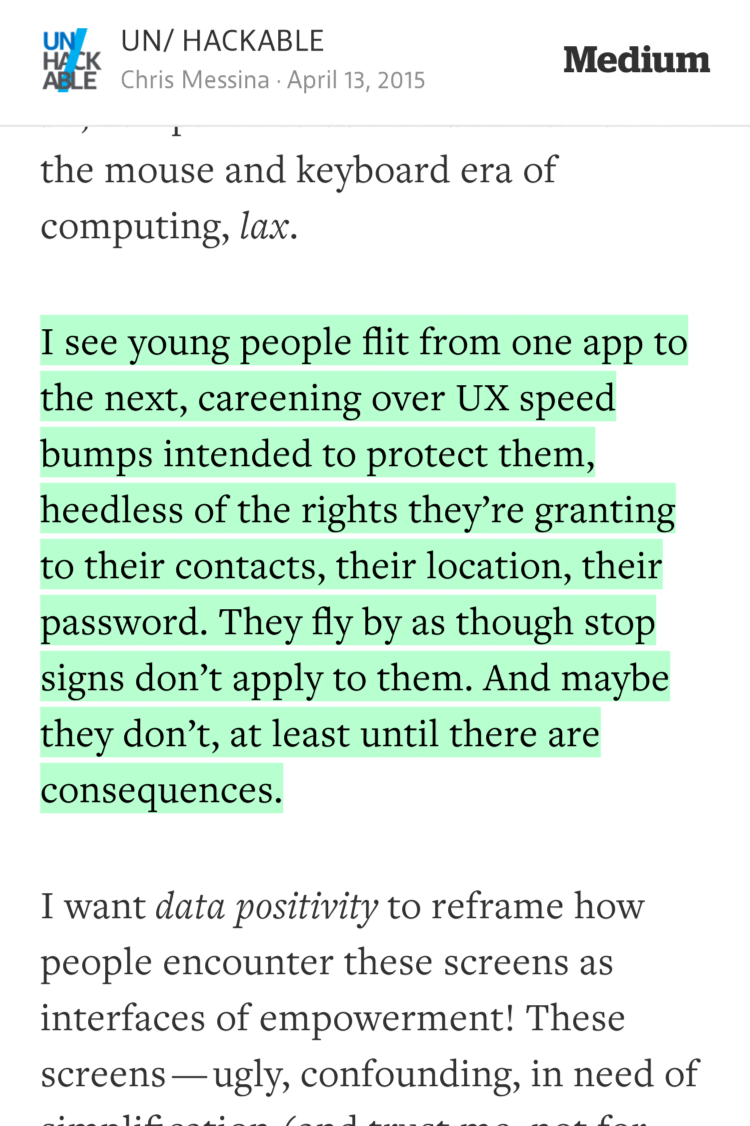 UN/
HACK
ABLE
UN/ HACKABLE
Chris Messina · April 13, 2015
Medium
the mouse and keyboard era of
computing, lax.
I see young people flit from one app to
the next, careening over UX speed
bumps intended to protect them,
heedless of the rights they’re granting
to their contacts, their location, their
password. They fly by as though stop
signs don’t apply to them. And maybe
they don’t, at least until there are
consequences.
I want data positivity to reframe how
people encounter these screens as
interfaces of empowerment! These
screens — ugly, confounding, in need of